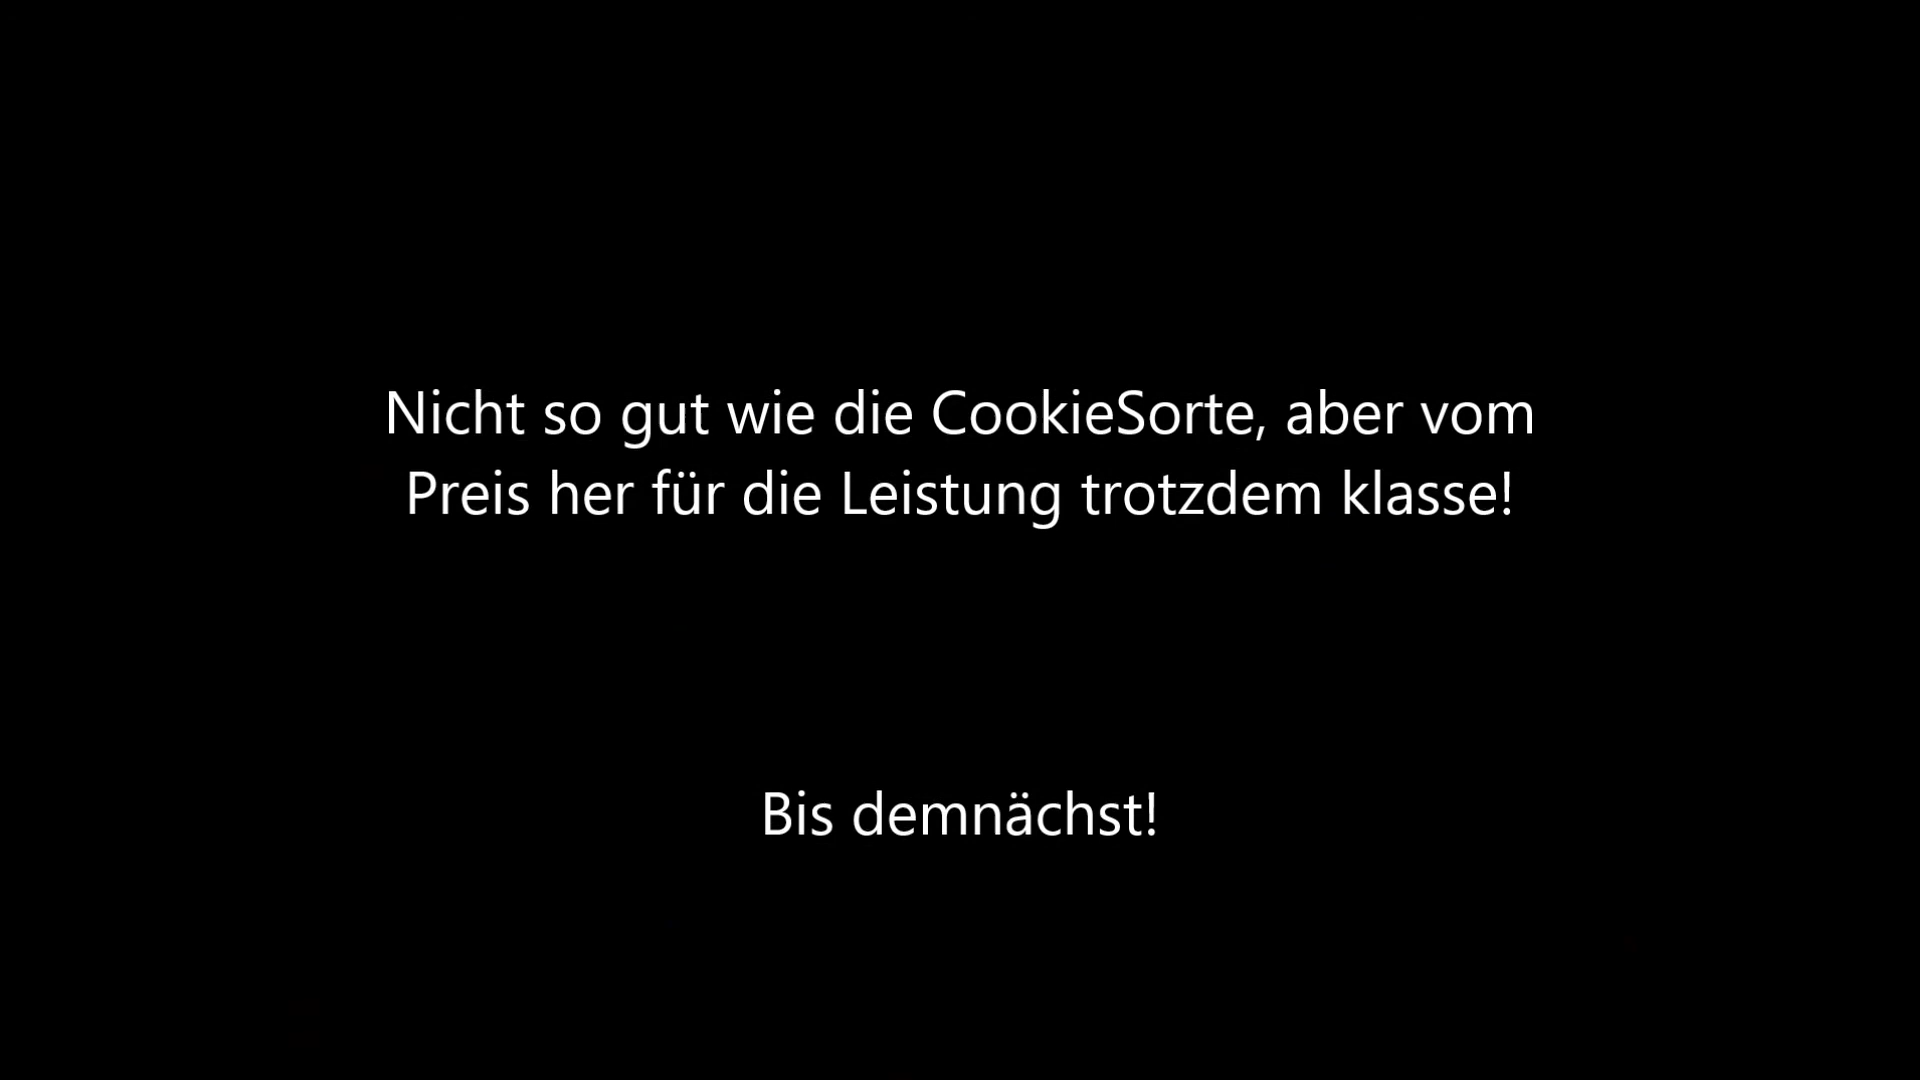 Nicht so gut wie die CookieSorte, aber vom
Preis her für die Leistung trotzdem klasse!
Bis demnächst!